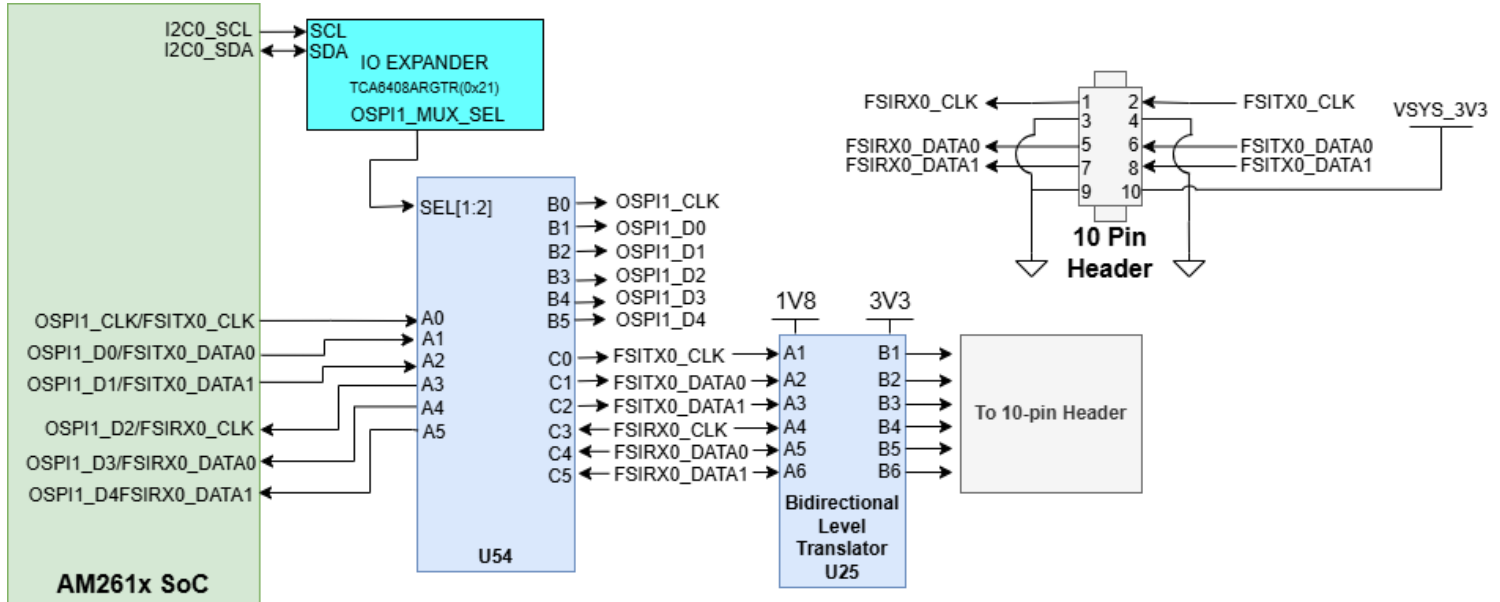 I2C0_SCL
I2C0_SDA
SCL
SDA
IO EXPANDER
TCA6408ARGTR(0x21)
OSPI1_MUX_SEL
SEL[1:2]
B0
B1
B2
B3
B4
B5
OSPI1_CLK
OSPI1_D0
OSPI1_D1
OSPI1_D2
OSPI1_D3
OSPI1_D4
OSPI1_CLK/FSITX0_CLK
OSPI1_D0/FSITX0_DATA0
OSPI1_D1/FSITX0_DATA1
OSPI1_D2/FSIRX0_CLK
OSPI1_D3/FSIRX0_DATA0
OSPI1_D4FSIRX0_DATA1
A0
A1
A2
A3
A4
A5
C0
C1
C2
C3
C4
C5
U54
FSITX0_CLK
FSITX0_DATA0
FSITX0_DATA1
FSIRX0_CLK
FSIRX0_DATA0
FSIRX0_DATA1
1V8
3V3
A1
A2
A3
A4
A5
A6
B1
B2
B3
B4
B5
B6
Bidirectional
Level
Translator
U25
To 10-pin Header
FSIRX0_CLK
FSIRX0_DATA0
FSIRX0_DATA1
1 2
3 4
5 6
7 8
9 10
FSITX0_CLK
FSITX0_DATA0
FSITX0_DATA1
VSYS_3V3
10 Pin
Header
AM261x SoC